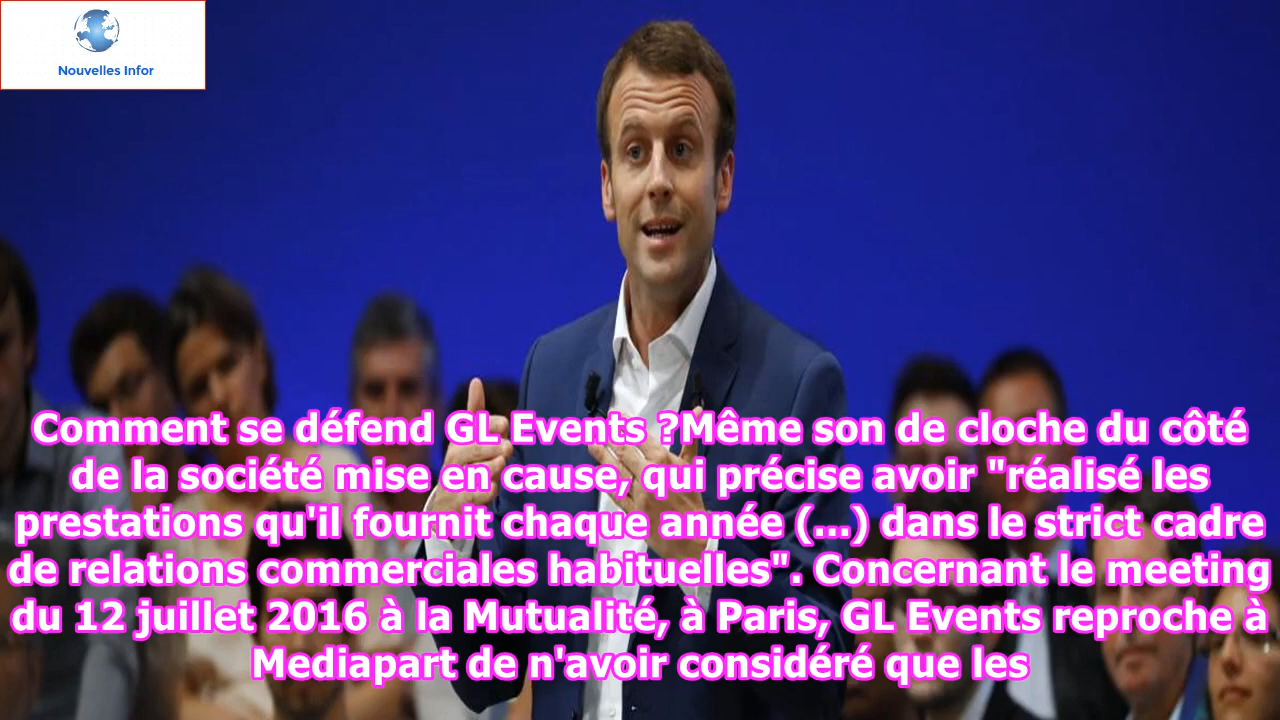 Nouvelles Infor
Comment se défend GL Events ?Même son de cloche du côté
de la société mise en cause, qui précise avoir "réalisé les
prestations qu'il fournit chaque année (...) dans le strict cadre
de relations commerciales habituelles". Concernant le meeting
du 12 juillet 2016 à la Mutualité, à Paris, GL Events reproche à
Mediapart de n'avoir considéré que les